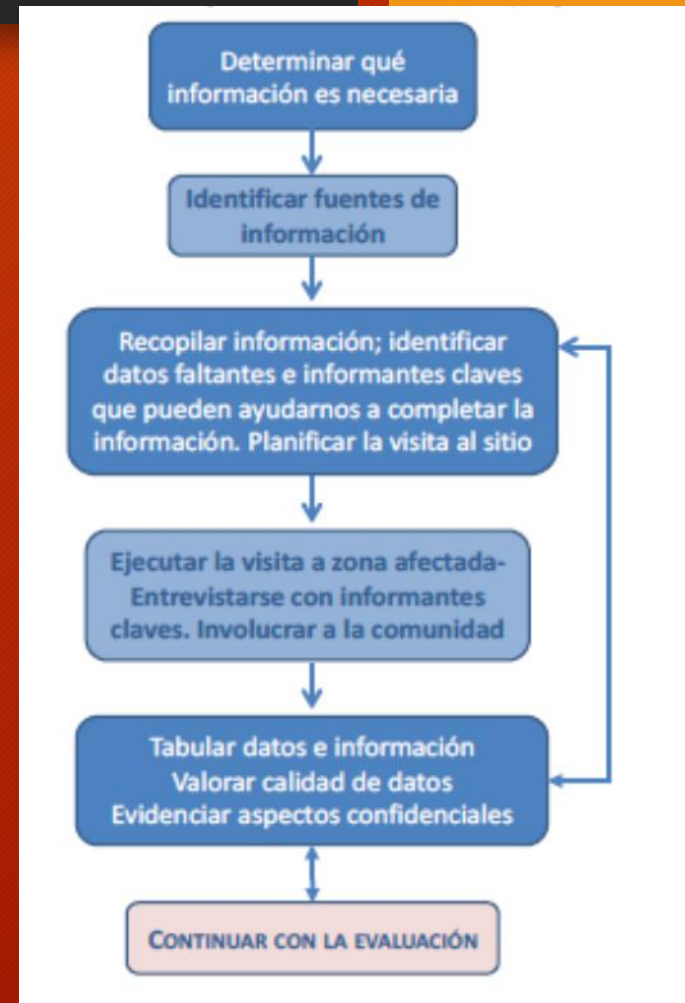 Determinar qué
información es necesaria
Identificar fuentes de
información
Recopilar información; identificar
datos faltantes e informantes claves
que pueden ayudarnos a completar la
información. Planificar la visita al sitio
Ejecutar la visita a zona afectada-
Entrevistarse con informantes
claves. Involucrar a la comunidad
Tabular datos e información
Valorar calidad de datos
Evidenciar aspectos confidenciales
CONTINUAR CON LA EVALUACIÓN